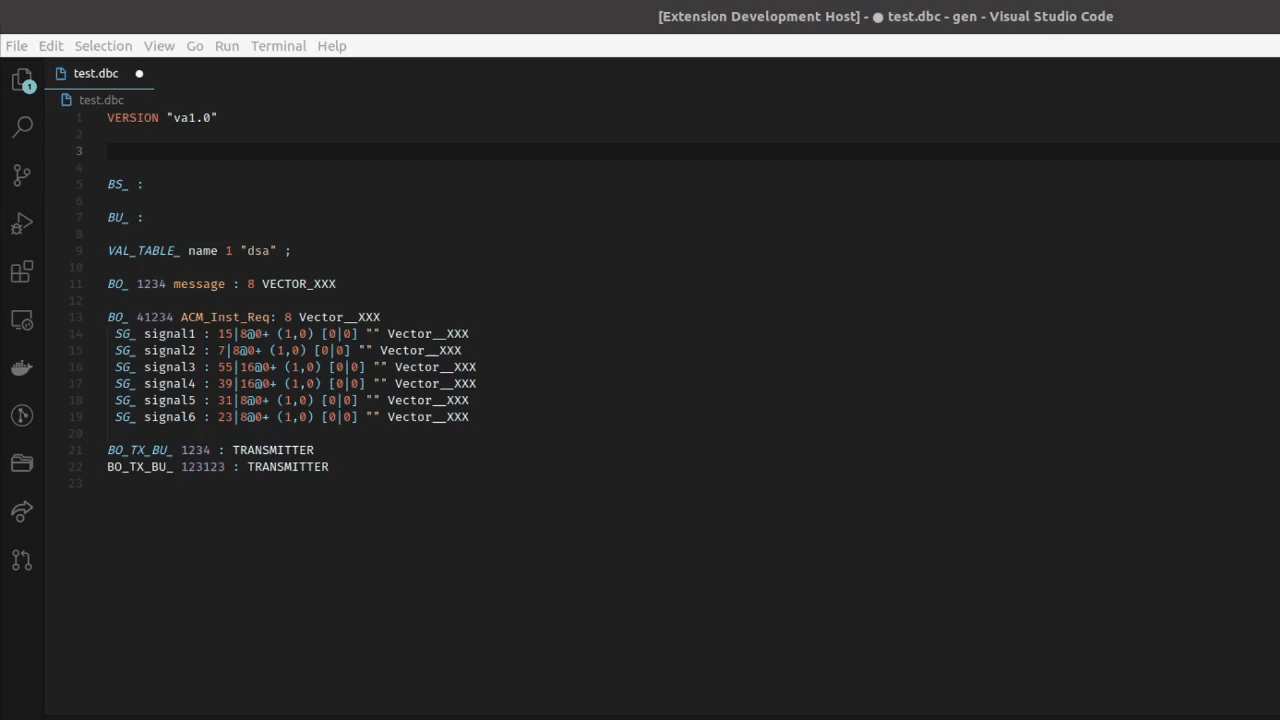 [Extension Development Host] - ● test.dbc - gen - Visual Studio Code
File Edit Selection View Go Run Terminal Help
test.dbc ●
1
test.dbc
1 VERSION "va1.0"
2
3
4
5 BS_ :
6
7 BU_ :
8
9 VAL_TABLE_ name 1 "dsa" ;
10
11 BO_ 1234 message : 8 VECTOR_XXX
12
13 BO_ 41234 ACM_Inst_Req: 8 Vector__XXX
14 SG_ signal1 : 15|8@0+ (1,0) [0|0] "" Vector__XXX
15 SG_ signal2 : 7|8@0+ (1,0) [0|0] "" Vector__XXX
16 SG_ signal3 : 55|16@0+ (1,0) [0|0] "" Vector__XXX
17 SG_ signal4 : 39|16@0+ (1,0) [0|0] "" Vector__XXX
18 SG_ signal5 : 31|8@0+ (1,0) [0|0] "" Vector__XXX
19 SG_ signal6 : 23|8@0+ (1,0) [0|0] "" Vector__XXX
20
21 BO_TX_BU_ 1234 : TRANSMITTER
22 BO_TX_BU_ 123123 : TRANSMITTER
23